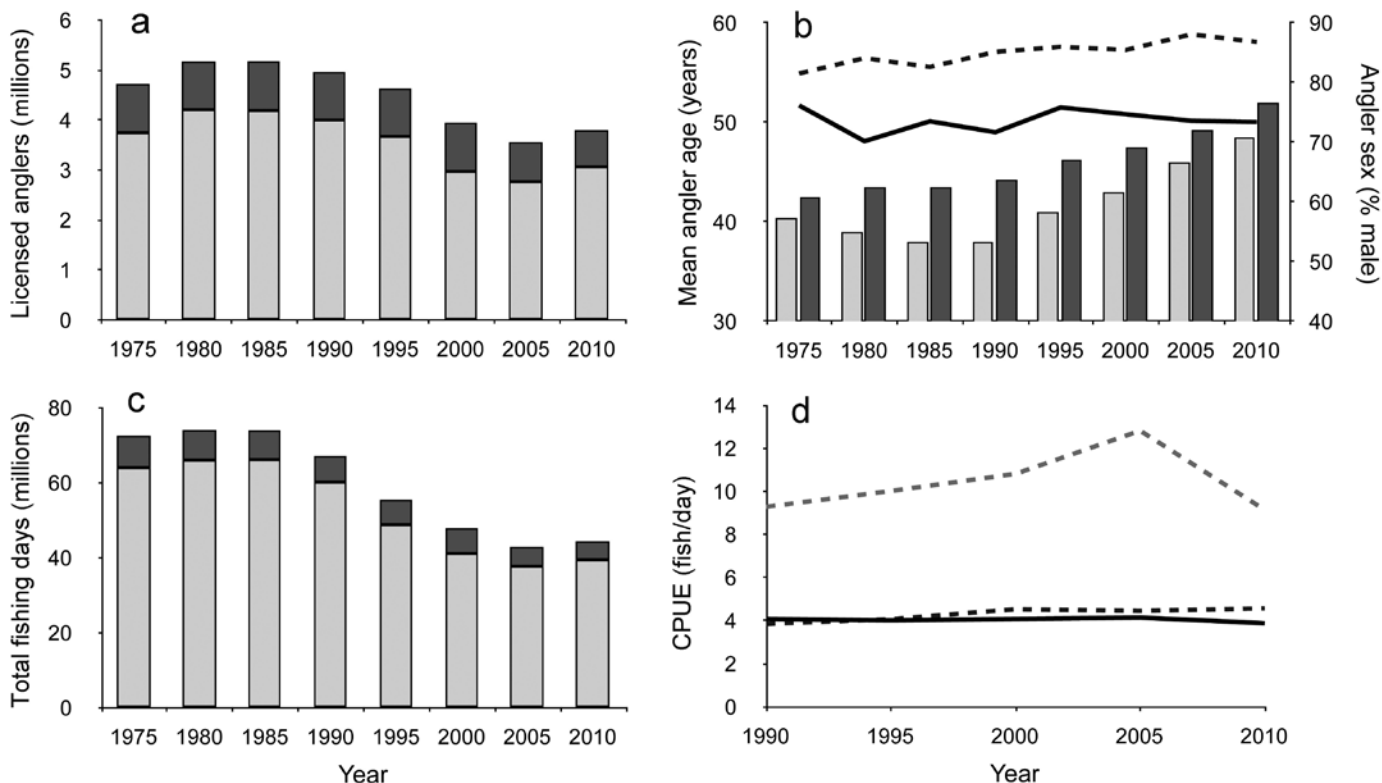 a
Licensed anglers (millions)
6
5
4
3
2
1
0
1975 1980 1985 1990 1995 2000 2005 2010
b
Mean angler age (years)
60
50
40
30
Angler sex (% male)
90
80
70
60
50
40
1975 1980 1985 1990 1995 2000 2005 2010
c
Total fishing days (millions)
80
60
40
20
0
1975 1980 1985 1990 1995 2000 2005 2010
Year
d
CPUE (fish/day)
14
12
10
8
6
4
2
0
1990 1995 2000 2005 2010
Year